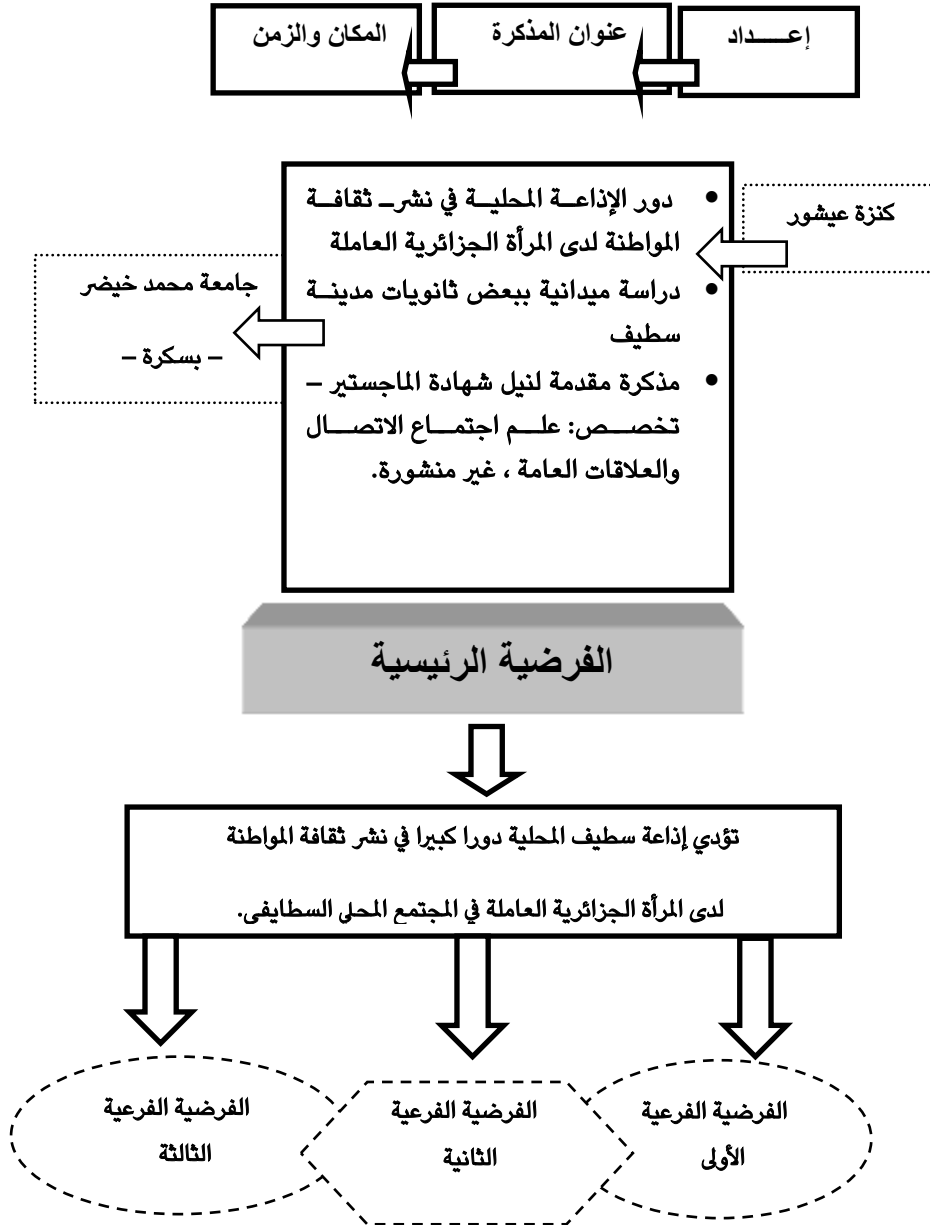 إعـــــداد
عنوان المذكرة
المكان والزمن
كنزة عيشور
دور الإذاعــة المحليــة في نشرـ ثقافــة
المواطنة لدى المرأة الجزائرية العاملة
دراسة ميدانية ببعض ثانويات مدينـة
سطيف
مذكرة مقدمة لنيل شهادة الماجستير –
تخصــص: علــم اجتمــاع الاتصــال
والعلاقات العامة ، غير منشورة.
جامعة محمد خيضر
– بسكرة –
الفرضية الرئيسية
تؤدي إذاعة سطيف المحلية دورا كبيرا في نشر ثقافة المواطنة
لدى المرأة الجزائرية العاملة في المجتمع المحلي السطايفي.
الفرضية الفرعية
الأولى
الفرضية الفرعية
الثانية
الفرضية الفرعية
الثالثة